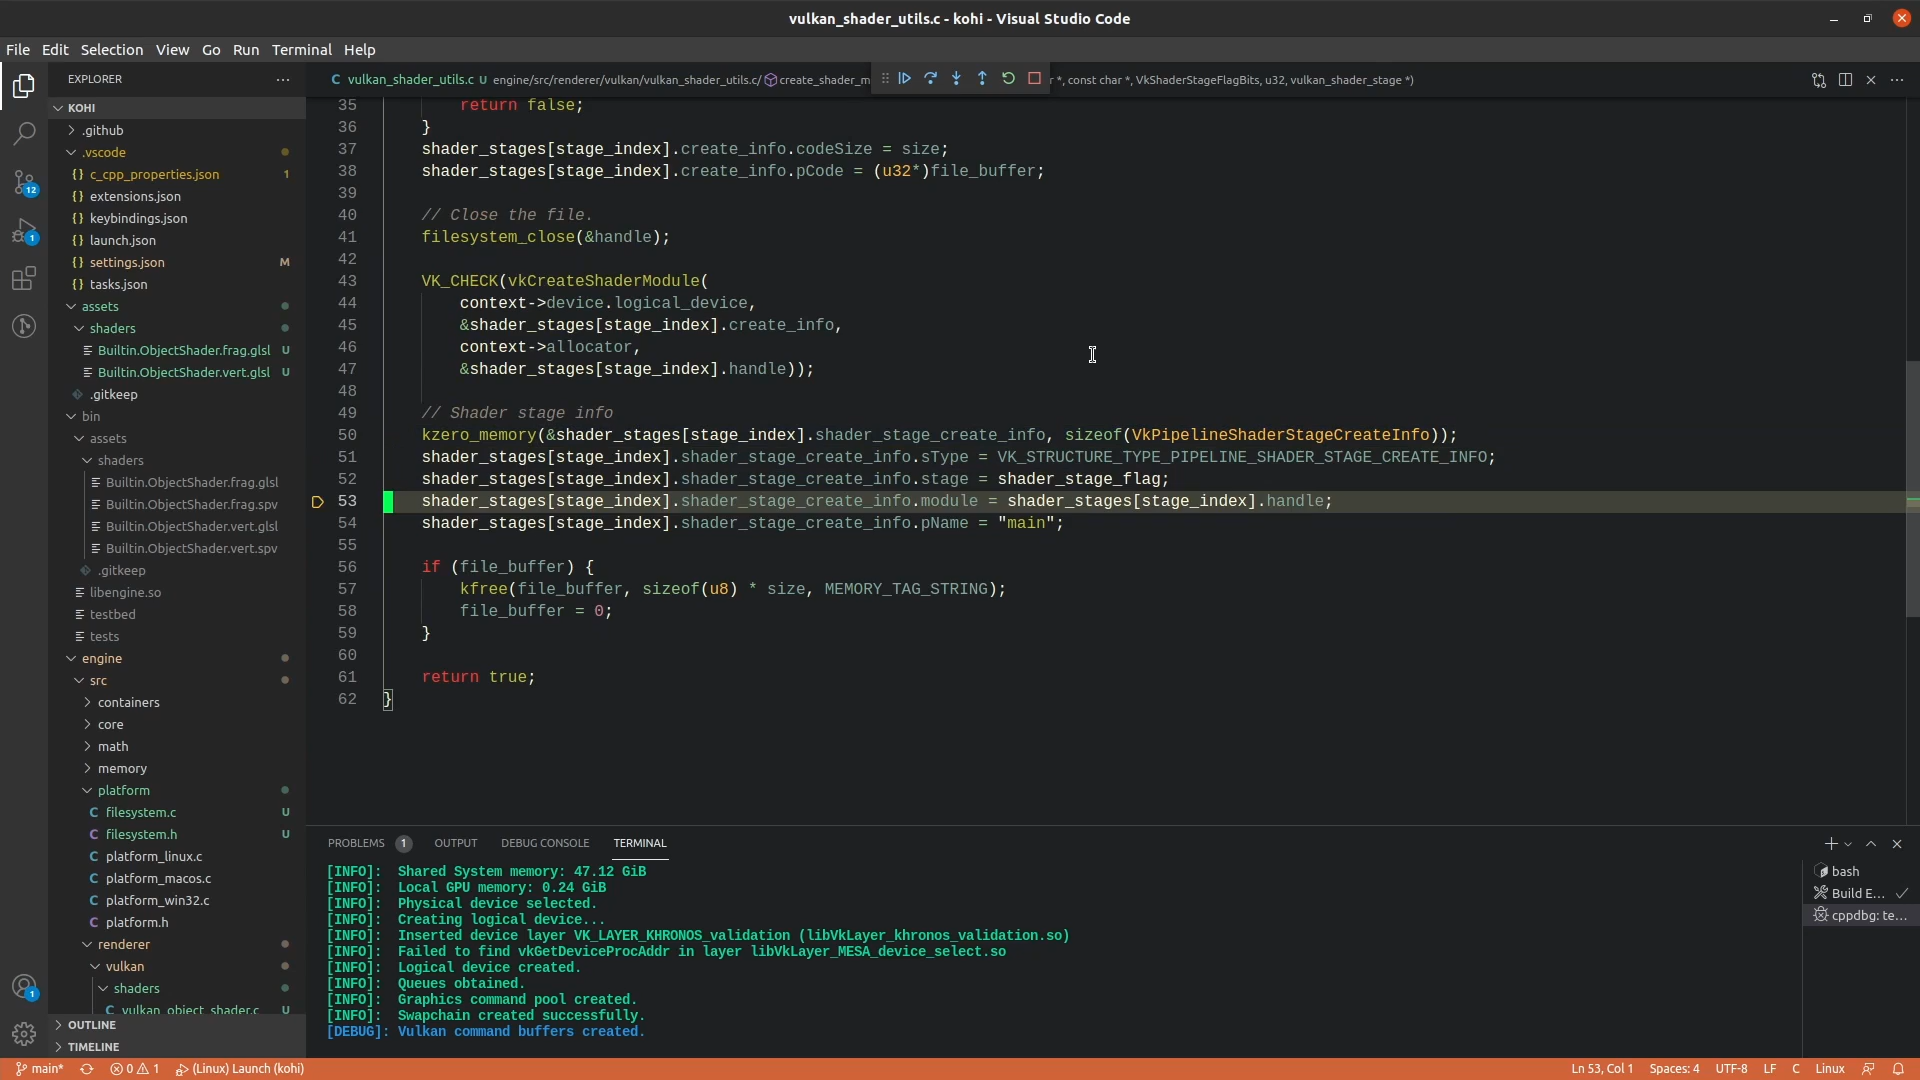 vulkan_shader_utils.c - kohi - Visual Studio Code
File Edit Selection View Go Run Terminal Help
EXPLORER
vulkan_shader_utils.c U engine/src/renderer/vulkan/vulkan_shader_utils.c/ create_shader_m r *, const char *, VkShaderStageFlagBits, u32, vulkan_shader_stage *)
KOHI
.github
.vscode
{} c_cpp_properties.json 1
{} extensions.json
{} keybindings.json
{} launch.json
{} settings.json M
{} tasks.json
assets
shaders
Builtin.ObjectShader.frag.glsl U
Builtin.ObjectShader.vert.glsl U
.gitkeep
bin
assets
shaders
Builtin.ObjectShader.frag.glsl
Builtin.ObjectShader.frag.spv
Builtin.ObjectShader.vert.glsl
Builtin.ObjectShader.vert.spv
.gitkeep
libengine.so
testbed
tests
engine
src
containers
core
math
memory
platform
C filesystem.c U
C filesystem.h U
C platform_linux.c
C platform_macos.c
C platform_win32.c
C platform.h
renderer
vulkan
shaders
C vulkan_object_shader.c U
OUTLINE
TIMELINE
12
1
1
35 return false;
36 }
37 shader_stages[stage_index].create_info.codeSize = size;
38 shader_stages[stage_index].create_info.pCode = (u32*)file_buffer;
39
40 // Close the file.
41 filesystem_close(&handle);
42
43 VK_CHECK(vkCreateShaderModule(
44 context->device.logical_device,
45 &shader_stages[stage_index].create_info,
46 context->allocator,
47 &shader_stages[stage_index].handle));
48
49 // Shader stage info
50 kzero_memory(&shader_stages[stage_index].shader_stage_create_info, sizeof(VkPipelineShaderStageCreateInfo));
51 shader_stages[stage_index].shader_stage_create_info.sType = VK_STRUCTURE_TYPE_PIPELINE_SHADER_STAGE_CREATE_INFO;
52 shader_stages[stage_index].shader_stage_create_info.stage = shader_stage_flag;
53 shader_stages[stage_index].shader_stage_create_info.module = shader_stages[stage_index].handle;
54 shader_stages[stage_index].shader_stage_create_info.pName = "main";
55
56 if (file_buffer) {
57 kfree(file_buffer, sizeof(u8) * size, MEMORY_TAG_STRING);
58 file_buffer = 0;
59 }
60
61 return true;
62 }
PROBLEMS 1 OUTPUT DEBUG CONSOLE TERMINAL
[INFO]: Shared System memory: 47.12 GiB
[INFO]: Local GPU memory: 0.24 GiB
[INFO]: Physical device selected.
[INFO]: Creating logical device...
[INFO]: Inserted device layer VK_LAYER_KHRONOS_validation (libVkLayer_khronos_validation.so)
[INFO]: Failed to find vkGetDeviceProcAddr in layer libVkLayer_MESA_device_select.so
[INFO]: Logical device created.
[INFO]: Queues obtained.
[INFO]: Graphics command pool created.
[INFO]: Swapchain created successfully.
[DEBUG]: Vulkan command buffers created.
bash
Build E...
cppdbg: te...
main* 0 1 (Linux) Launch (kohi) Ln 53, Col 1 Spaces: 4 UTF-8 LF C Linux